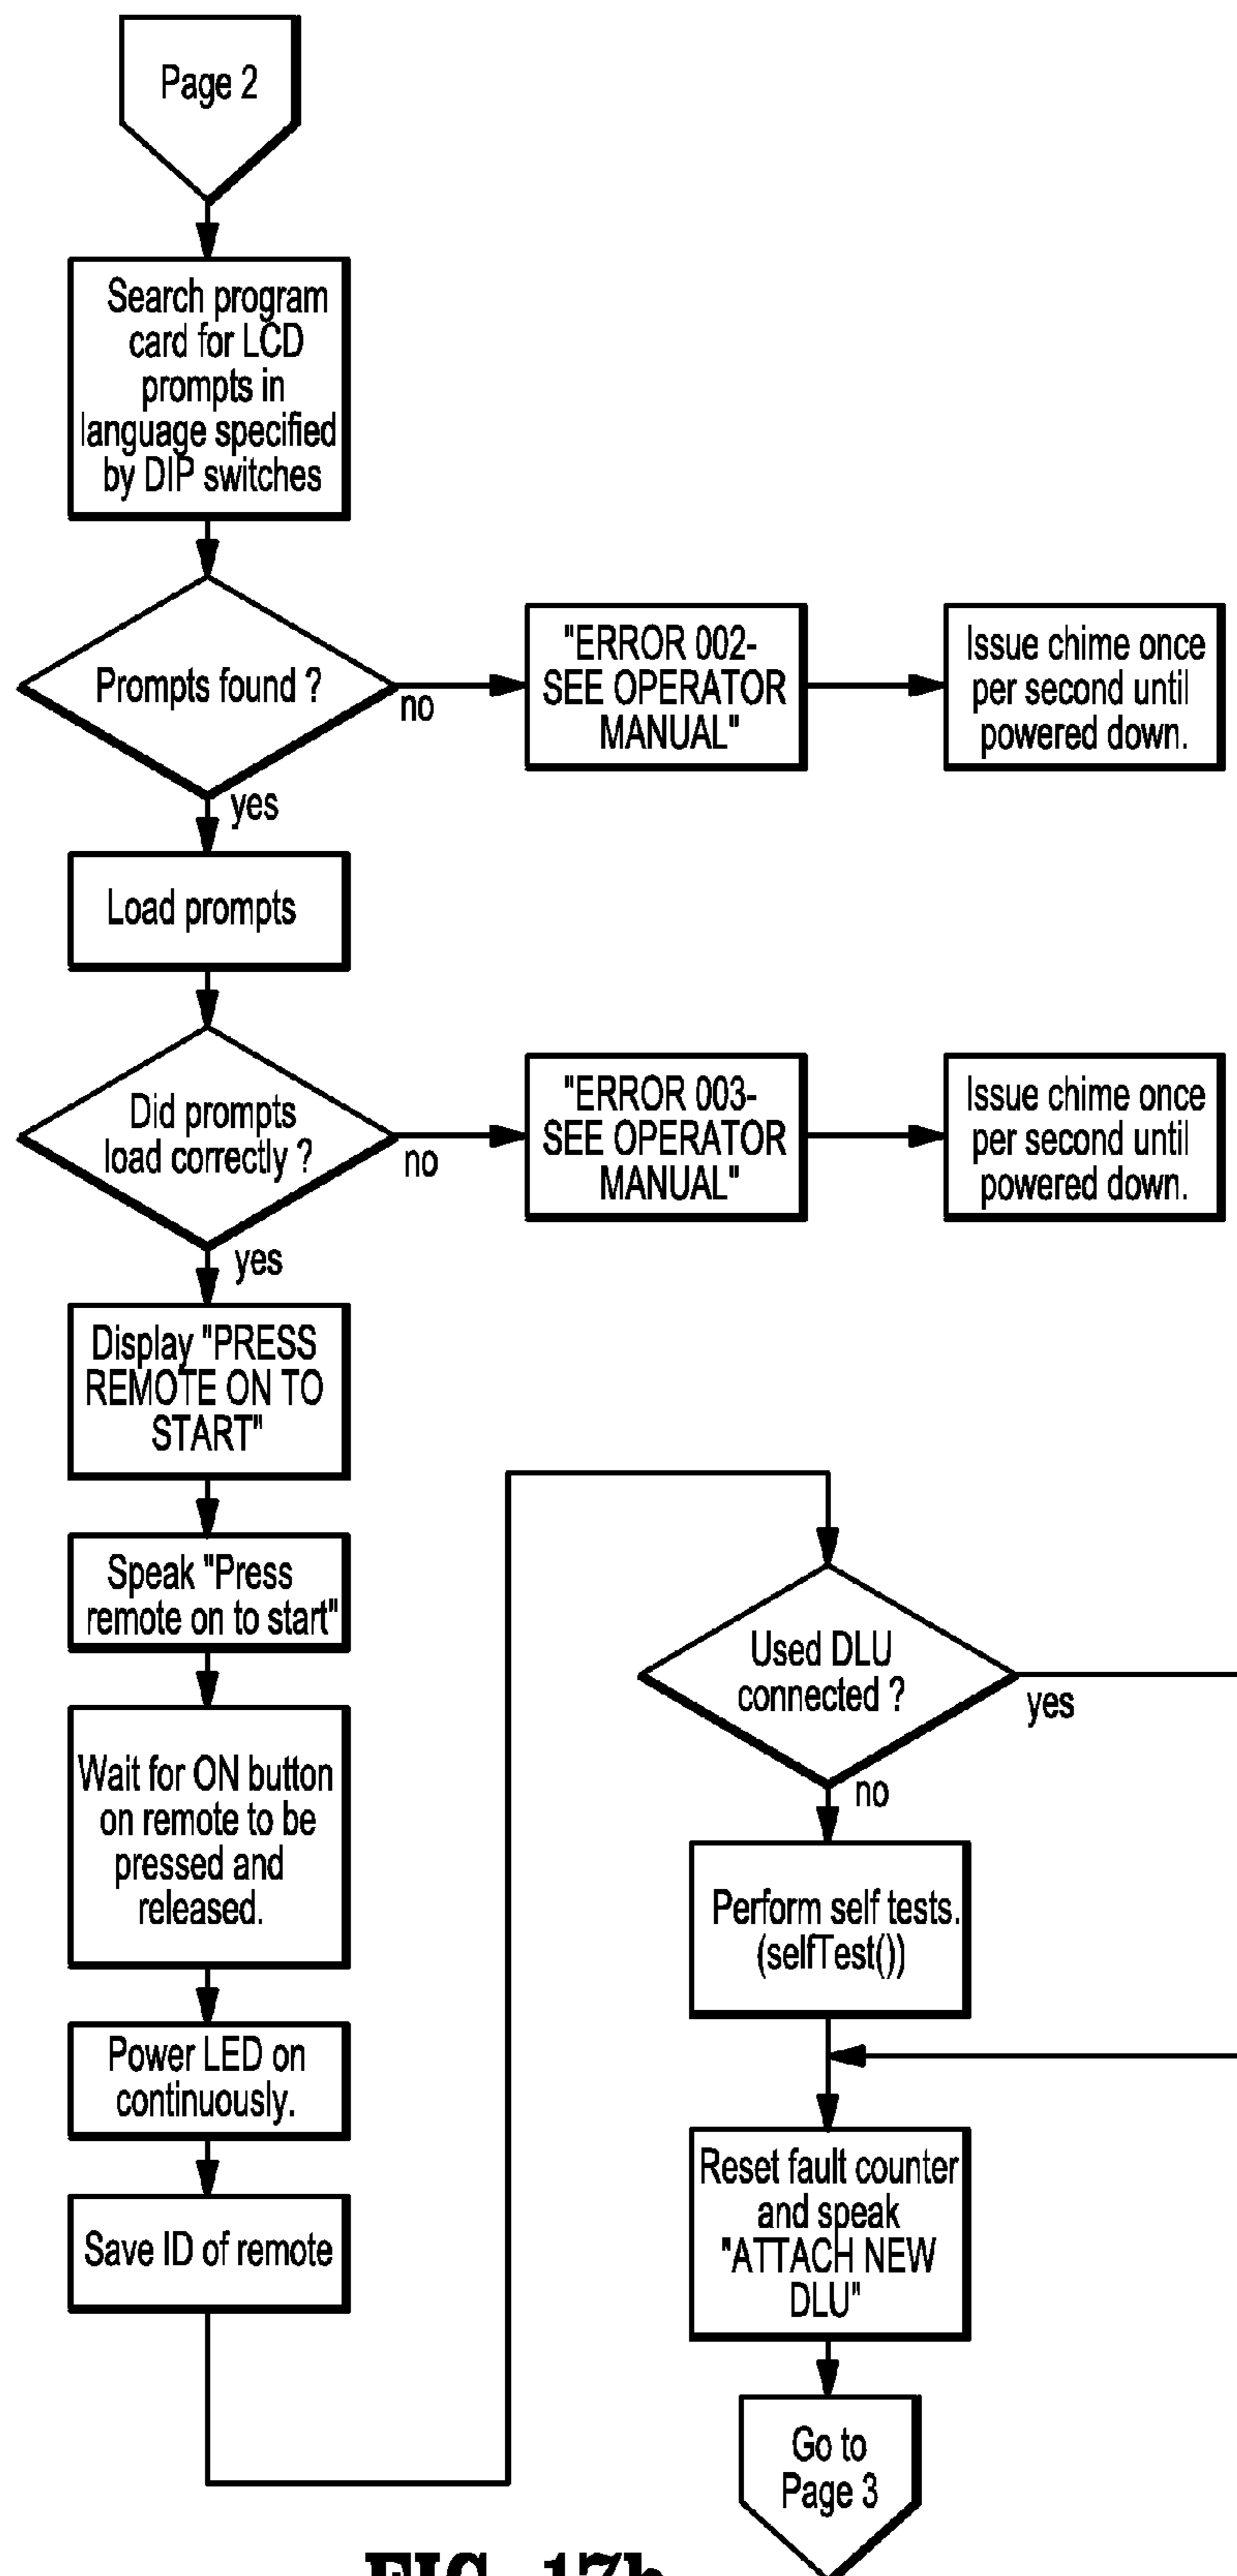 Page 2
Search program
card for LCD
prompts in
language specified
by DIP switches
Prompts found ?
no
"ERROR 002-
SEE OPERATOR
MANUAL"
Issue chime once
per second until
powered down.
yes
Load prompts
Did prompts
load correctly ?
no
"ERROR 003-
SEE OPERATOR
MANUAL"
Issue chime once
per second until
powered down.
yes
Display "PRESS
REMOTE ON TO
START"
Speak "Press
remote on to start"
Wait for ON button
on remote to be
pressed and
released.
Power LED on
continuously.
Save ID of remote
Used DLU
connected ?
yes
no
Perform self tests.
(selfTest())
Reset fault counter
and speak
"ATTACH NEW
DLU"
Go to
Page 3
FIG. 17b